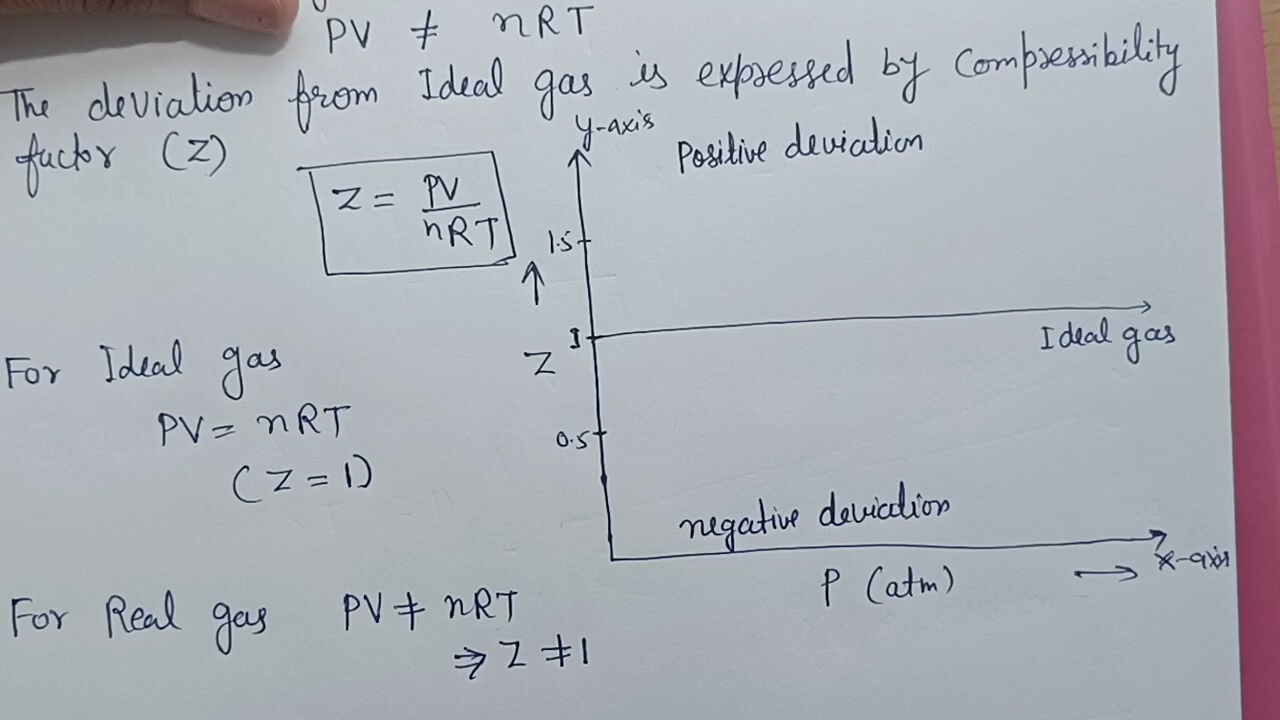 PV ≠ nRT
The deviation from Ideal gas is expressed by Compressibility
factor (Z)
Z = PV/nRT
y-axis
Positive deviation
1.5
Z
1
Ideal gas
0.5
For Ideal gas
PV = nRT
(Z = 1)
negative deviation
x-axis
P (atm)
For Real gas PV ≠ nRT
⇒ Z ≠ 1